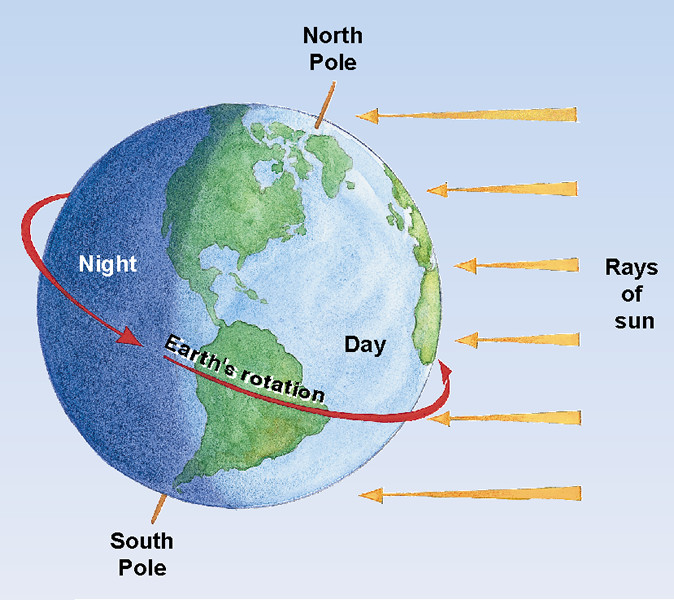 North
Pole
Night
Rays
of
sun
Day
Earth's rotation
South
Pole